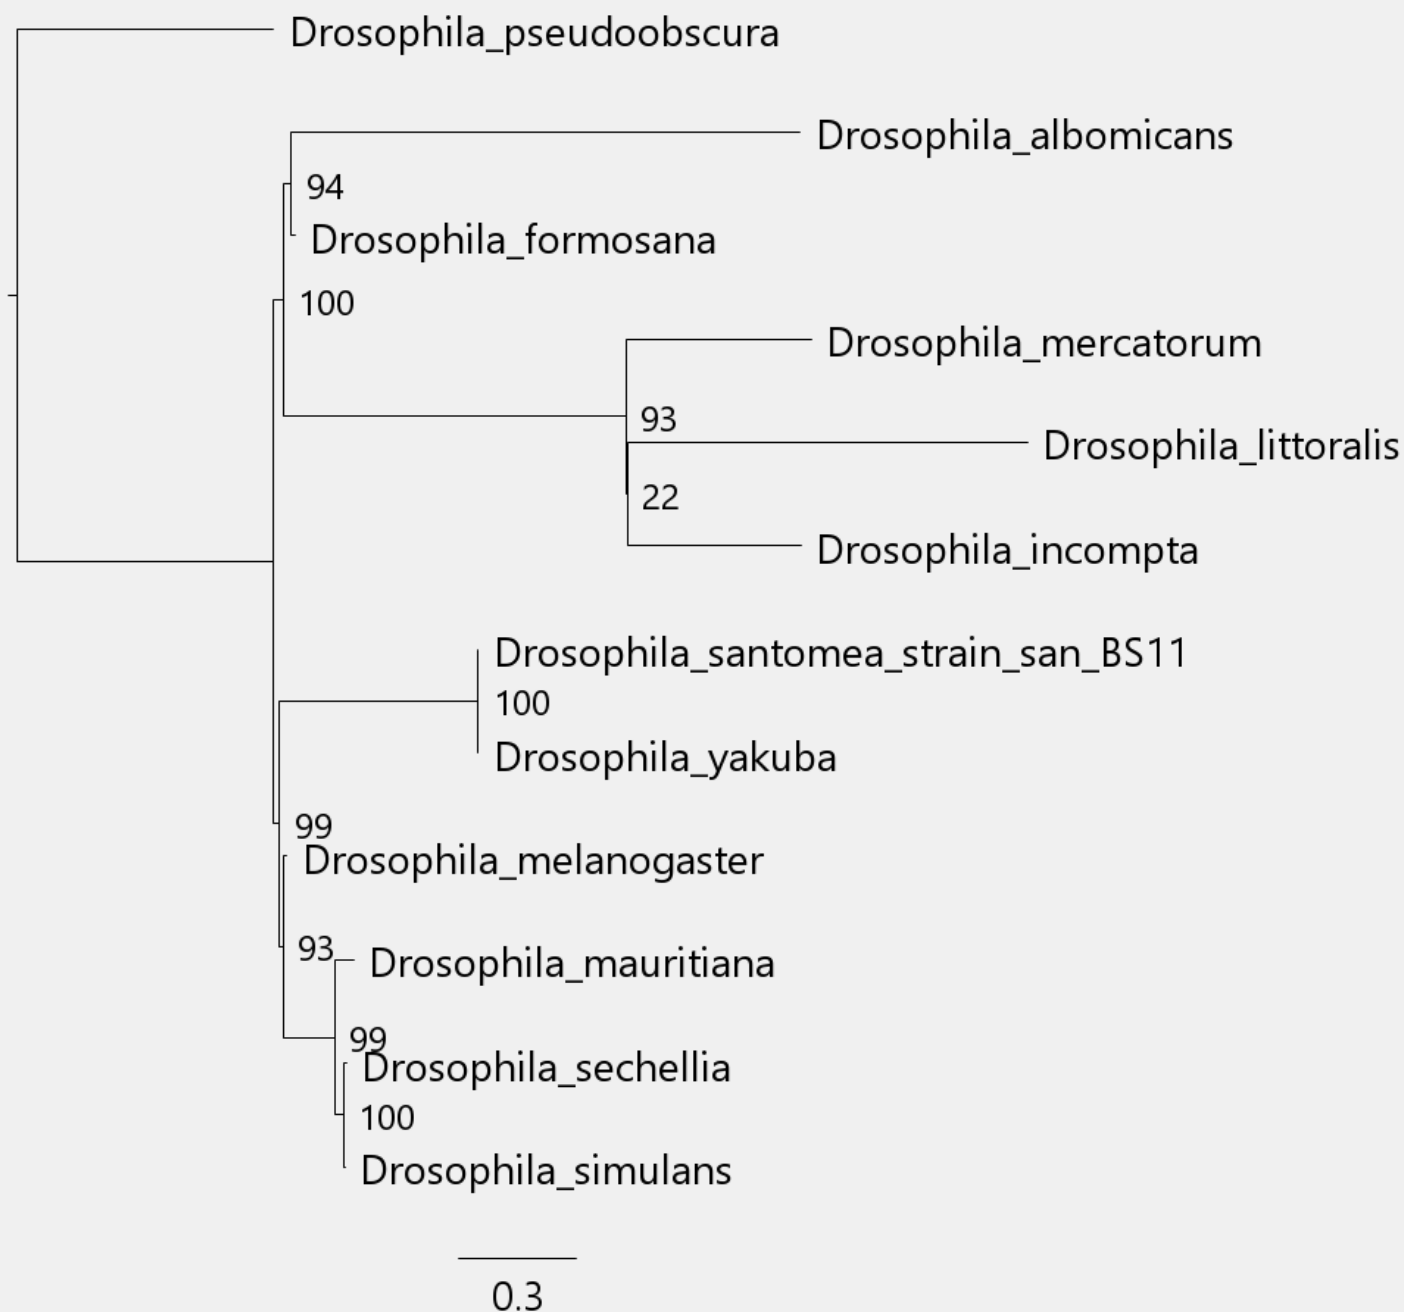 Drosophila_pseudoobscura
Drosophila_albomicans
94
Drosophila_formosana
100
Drosophila_mercatorum
93
Drosophila_littoralis
22
Drosophila_incompta
Drosophila_santomea_strain_san_BS11
100
Drosophila_yakuba
99
Drosophila_melanogaster
93
Drosophila_mauritiana
99
Drosophila_sechellia
100
Drosophila_simulans
0.3